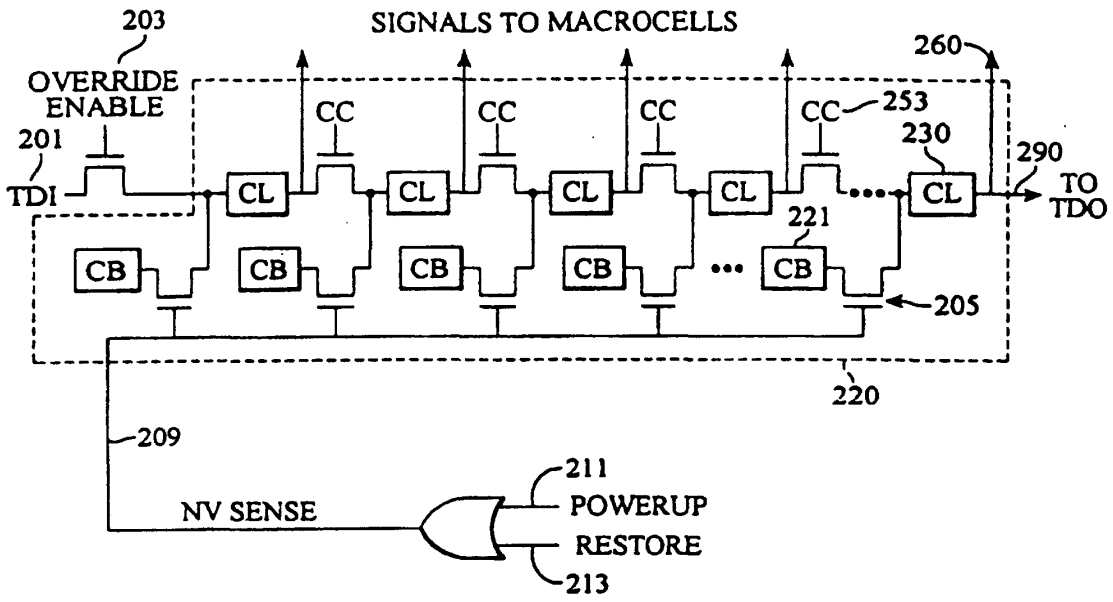 203
SIGNALS TO MACROCELLS
260
OVERRIDE
ENABLE
CC
CC
CC
CC
253
230
201
290
TDI
CL
CL
CL
CL
CL
TO
TDO
221
CB
CB
CB
CB
CB
205
220
209
211
NV SENSE
POWERUP
RESTORE
213